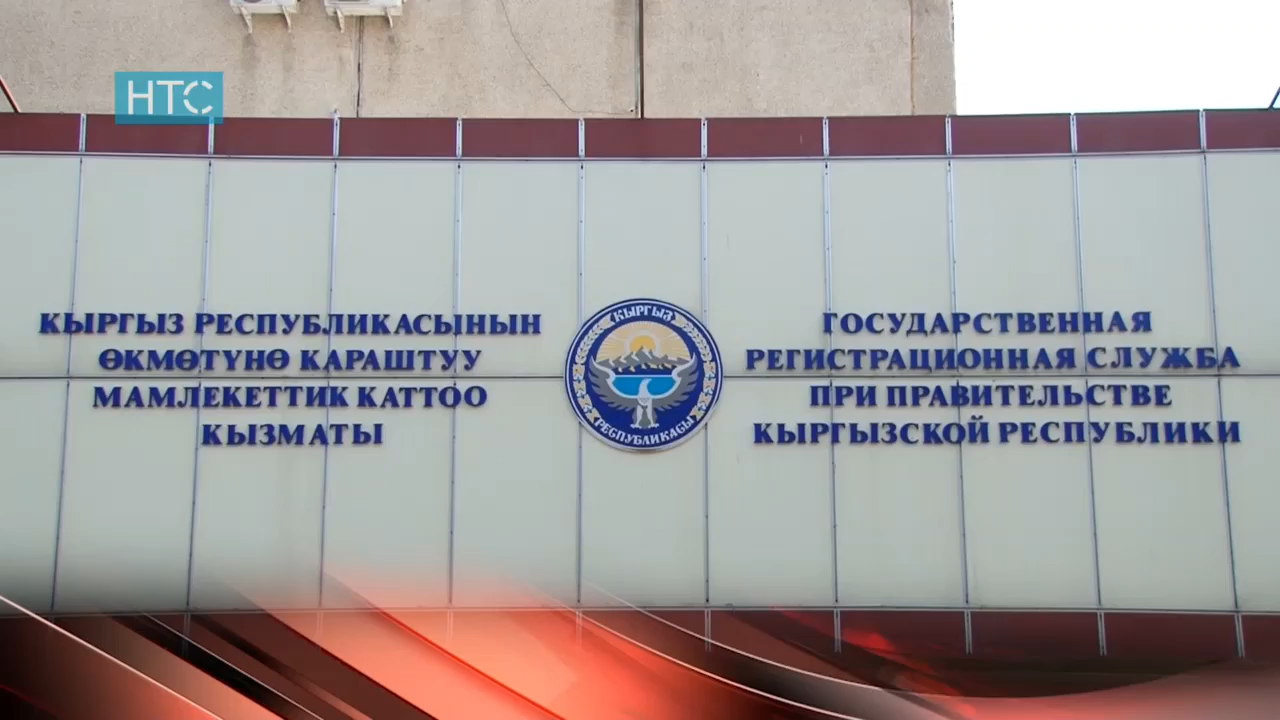 НТС
КЫРГЫЗ РЕСПУБЛИКАСЫНЫН
ӨКМӨТҮНӨ КАРАШТУУ
МАМЛЕКЕТТИК КАТТОО
КЫЗМАТЫ
КЫРГЫЗ
РЕСПУБЛИКАСЫ
ГОСУДАРСТВЕННАЯ
РЕГИСТРАЦИОННАЯ СЛУЖБА
ПРИ ПРАВИТЕЛЬСТВЕ
КЫРГЫЗСКОЙ РЕСПУБЛИКИ